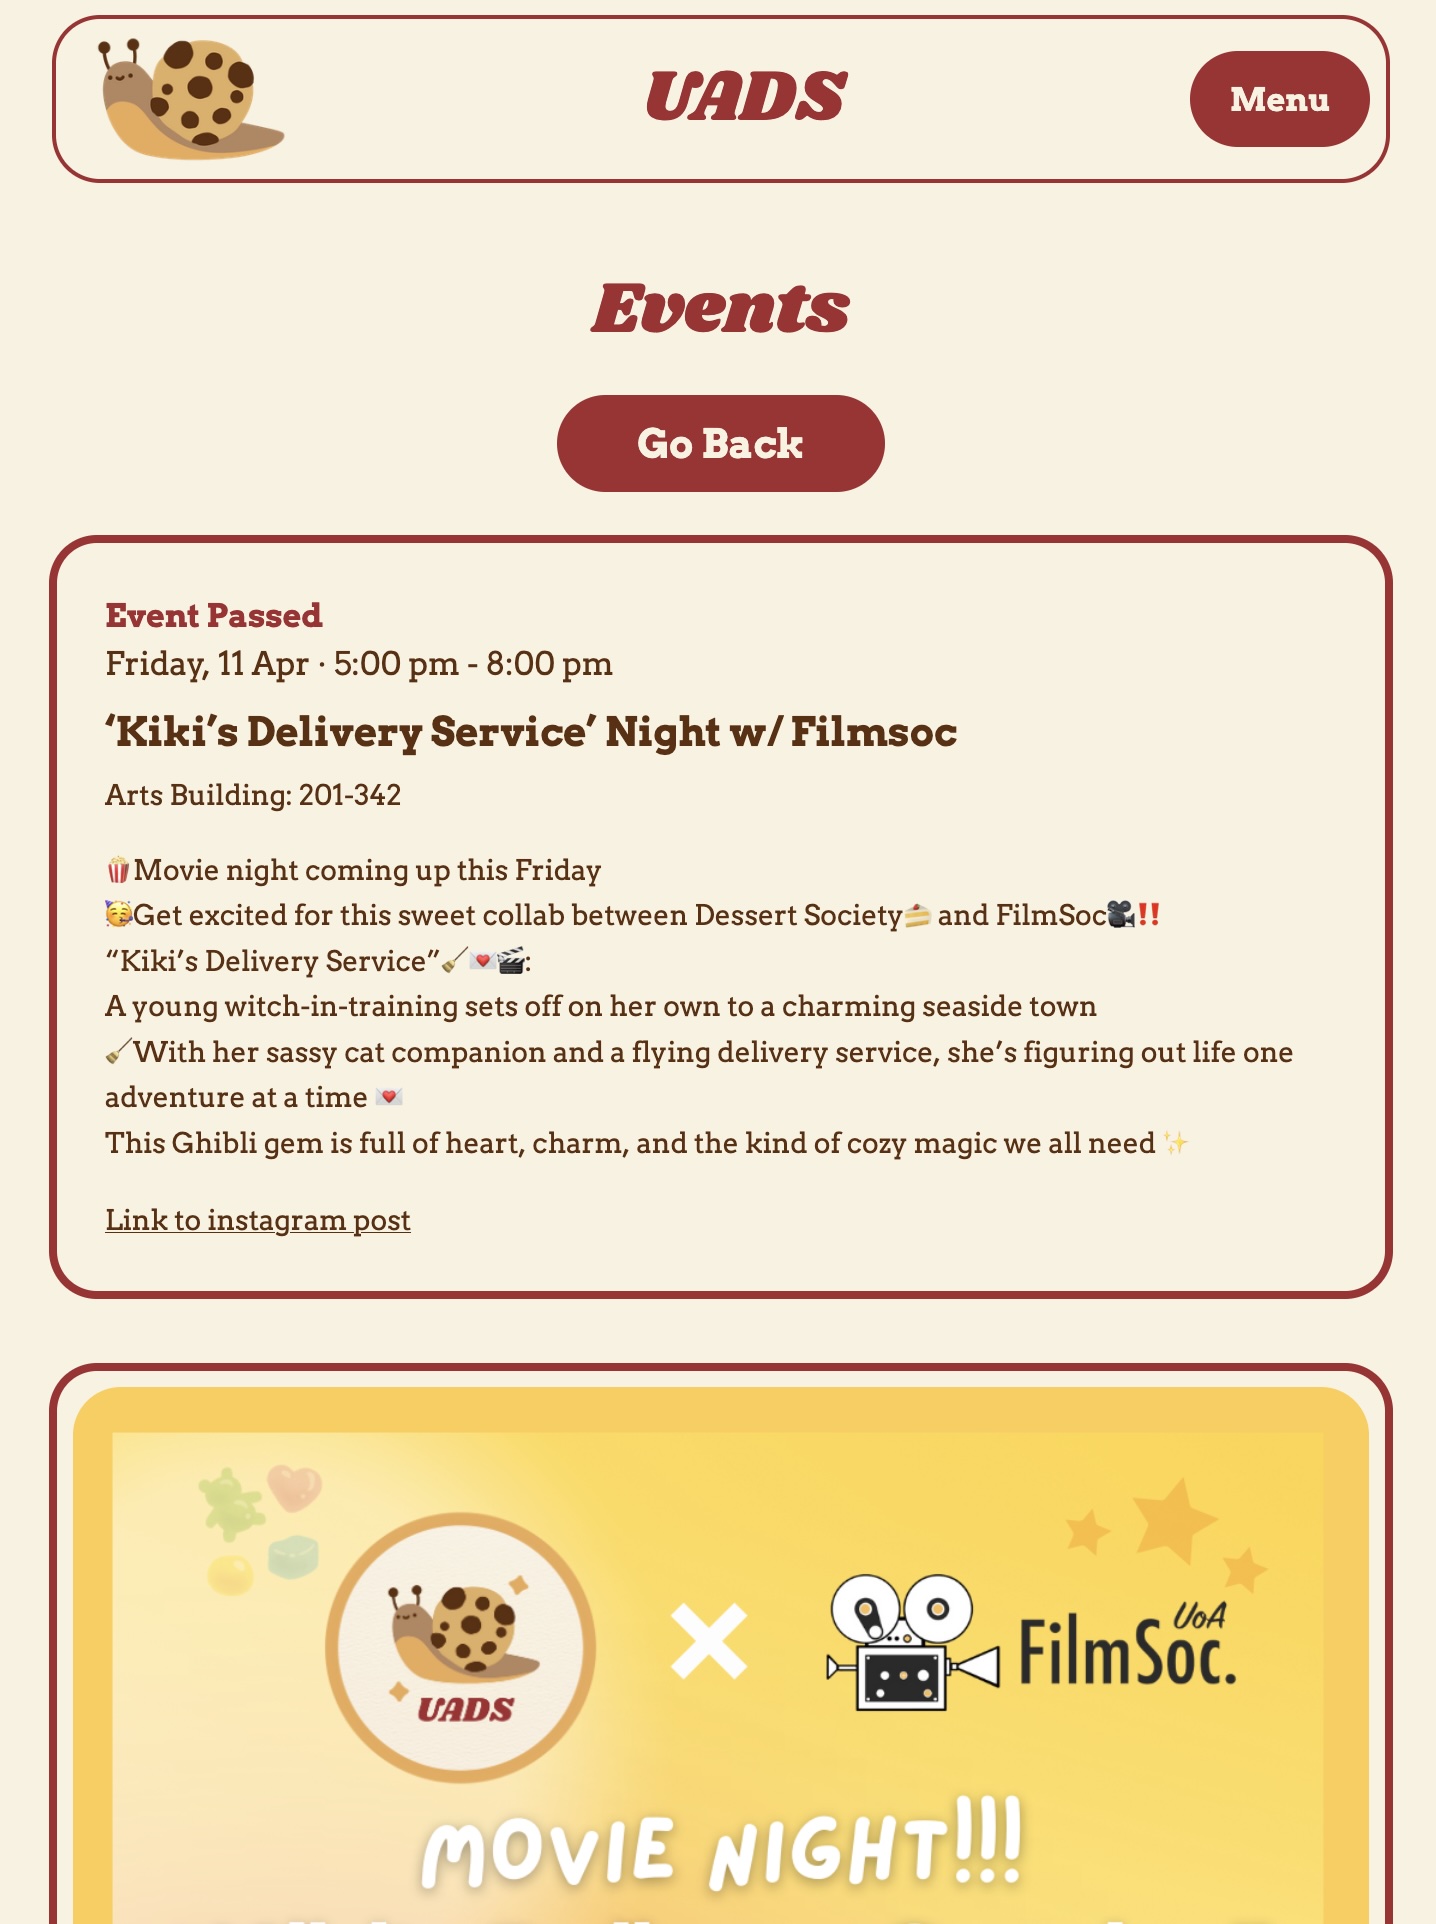 UADS
Menu
Events
Go Back
Event Passed
Friday, 11 Apr · 5:00 pm - 8:00 pm
‘Kiki’s Delivery Service’ Night w/ Filmsoc
Arts Building: 201-342
🍿Movie night coming up this Friday
🥳Get excited for this sweet collab between Dessert Society🍰 and FilmSoc🎥‼️
“Kiki’s Delivery Service”🧹💌🎬:
A young witch-in-training sets off on her own to a charming seaside town
🧹With her sassy cat companion and a flying delivery service, she’s figuring out life one
adventure at a time 💌
This Ghibli gem is full of heart, charm, and the kind of cozy magic we all need ✨
Link to instagram post
UADS
×
UoA
FilmSoc.
MOVIE NIGHT!!!